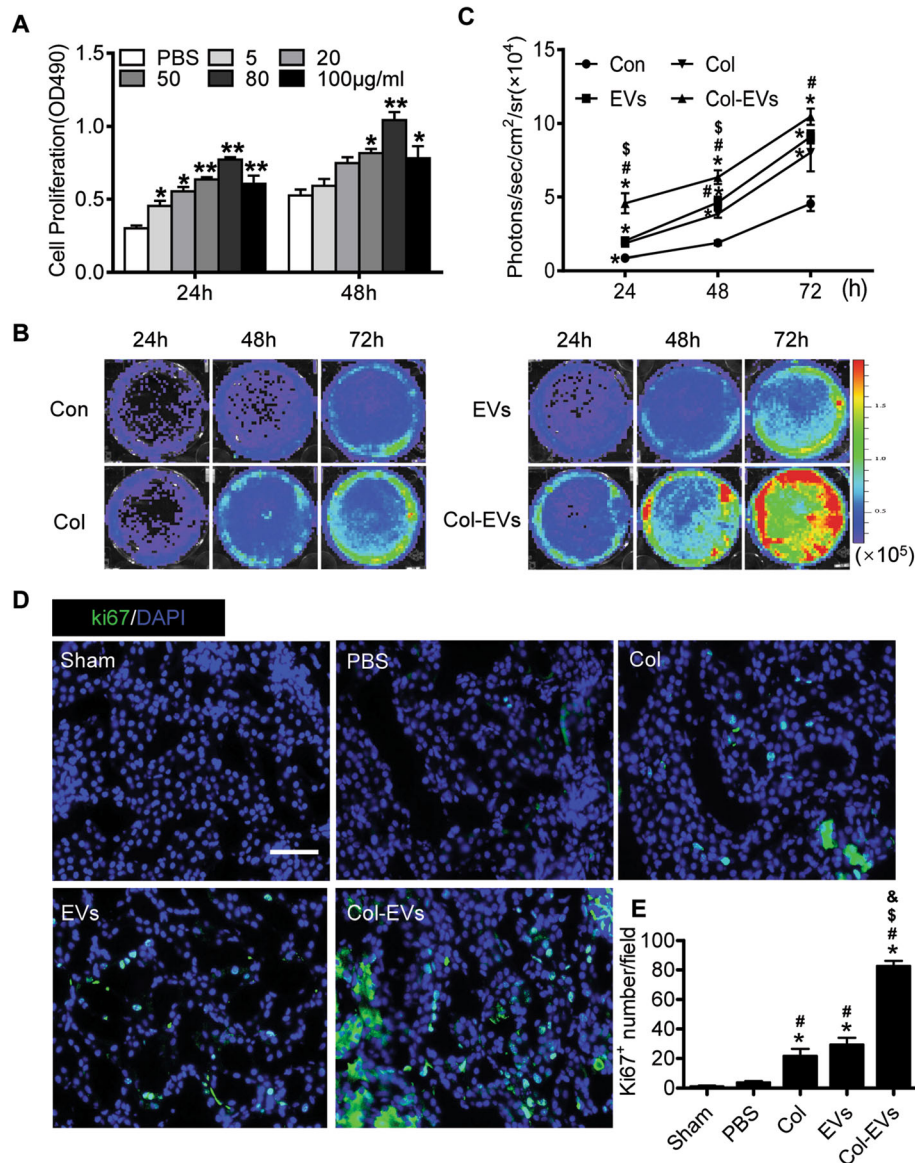 A
Cell Proliferation(OD490)
1.5
1.0
0.5
0.0
PBS 5 20
50 80 100μg/ml
* * ** ** **
* ** *
24h 48h
C
Photons/sec/cm²/sr(×10⁴)
15
10
5
0
Con Col
EVs Col-EVs
$ $ #
# # *
* * *
# *
* * *
* *
24 48 72 (h)
B
24h 48h 72h 24h 48h 72h
Con EVs
Col Col-EVs
1.5
1.0
0.5
(×10⁵)
D
ki67/DAPI
Sham PBS Col
EVs Col-EVs
E
Ki67⁺ number/field
100
80
60
40
20
0
&
$
# # #
* * *
Sham PBS Col EVs Col-EVs